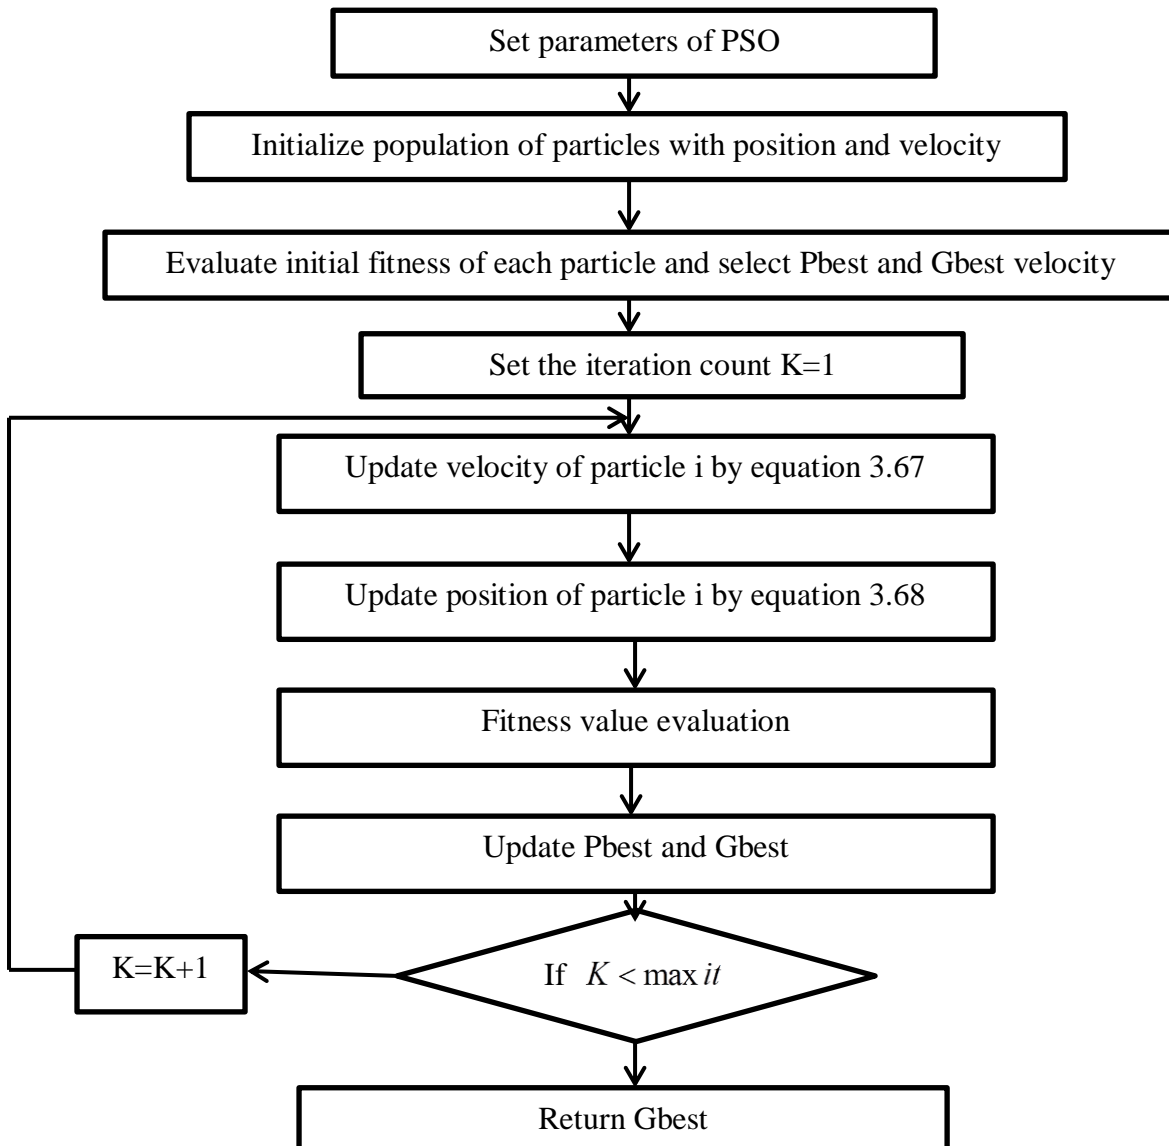 Set parameters of PSO
Initialize population of particles with position and velocity
Evaluate initial fitness of each particle and select Pbest and Gbest velocity
Set the iteration count K=1
Update velocity of particle i by equation 3.67
Update position of particle i by equation 3.68
Fitness value evaluation
Update Pbest and Gbest
K=K+1
If K < max it
Return Gbest